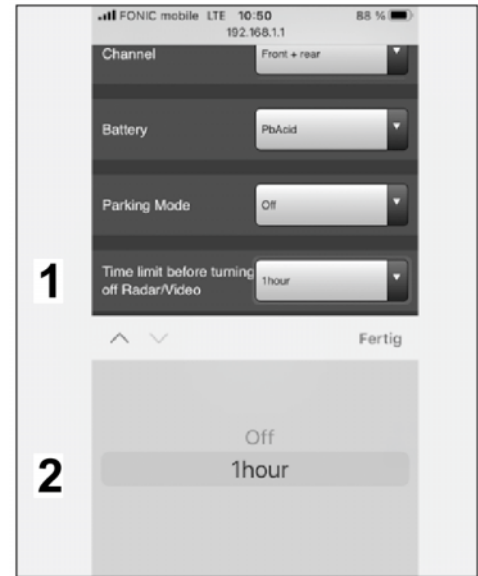 FONIC mobile LTE 10:50 88 %
192.168.1.1
Channel Front + rear
Battery PbAcid
Parking Mode Off
1
Time limit before turning
off Radar/Video 1hour
Fertig
Off
2
1hour